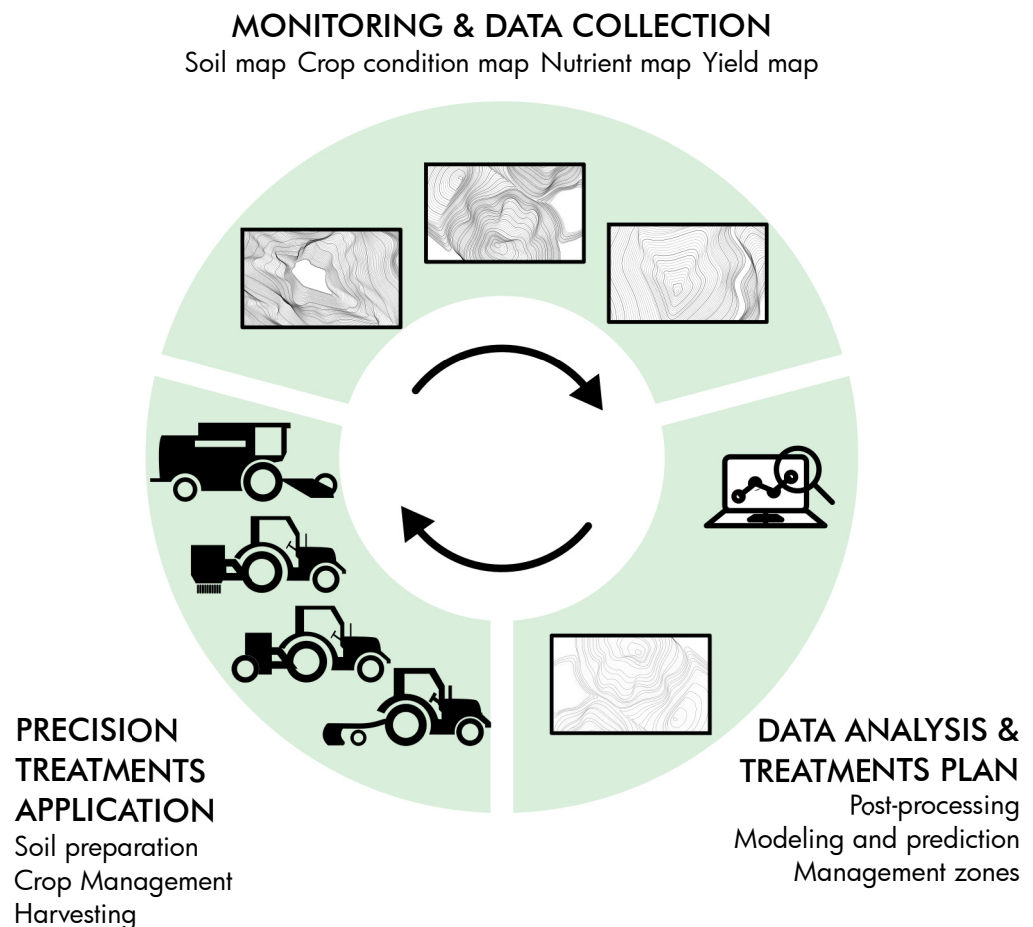 MONITORING & DATA COLLECTION
Soil map Crop condition map Nutrient map Yield map
PRECISION
TREATMENTS
APPLICATION
Soil preparation
Crop Management
Harvesting
DATA ANALYSIS &
TREATMENTS PLAN
Post-processing
Modeling and prediction
Management zones